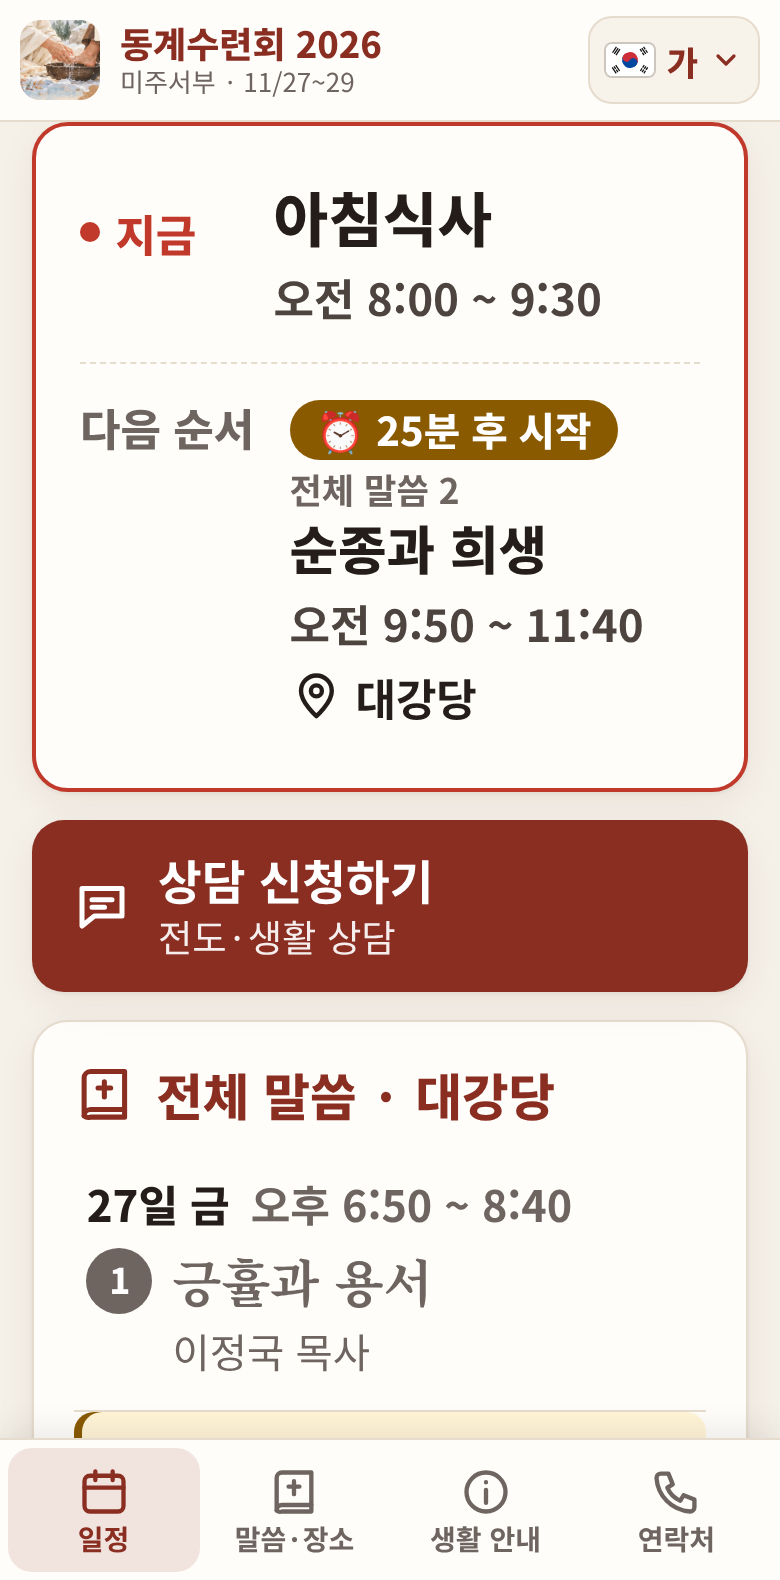 동계수련회 2026
미주서부 · 11/27~29
가
지금
아침식사
오전 8:00 ~ 9:30
다음 순서
25분 후 시작
전체 말씀 2
순종과 희생
오전 9:50 ~ 11:40
대강당
상담 신청하기
전도·생활 상담
전체 말씀 · 대강당
27일 금 오후 6:50 ~ 8:40
1 긍휼과 용서
이정국 목사
일정
말씀·장소
생활 안내
연락처